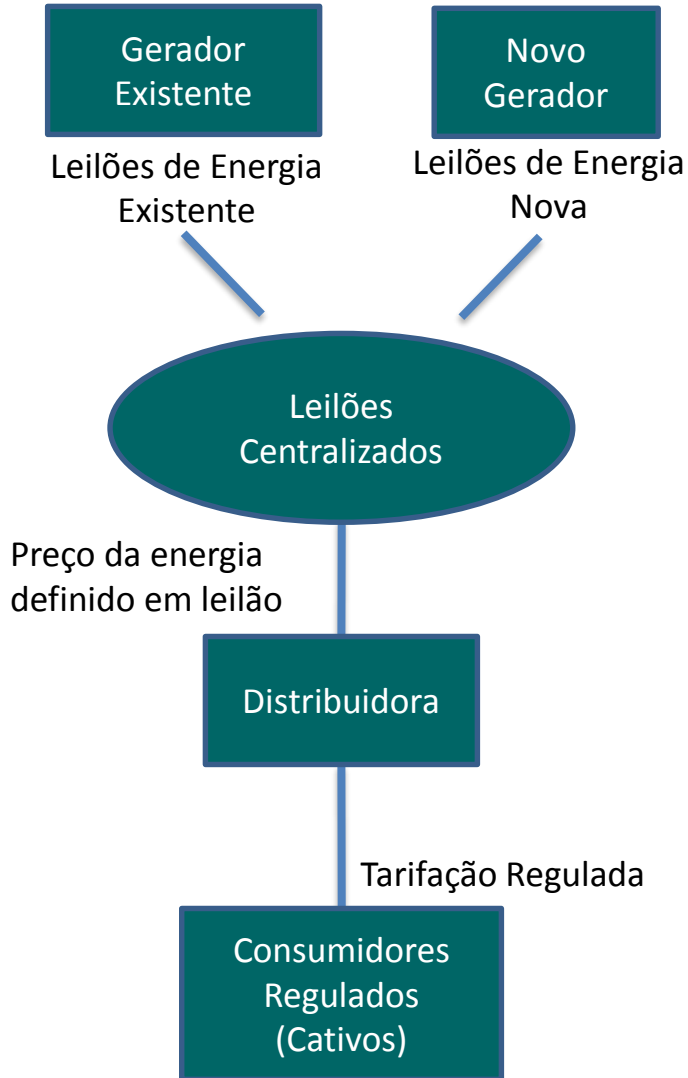 Gerador
Existente
Novo
Gerador
Leilões de Energia
Existente
Leilões de Energia
Nova
Leilões
Centralizados
Preço da energia
definido em leilão
Distribuidora
Tarifação Regulada
Consumidores
Regulados
(Cativos)